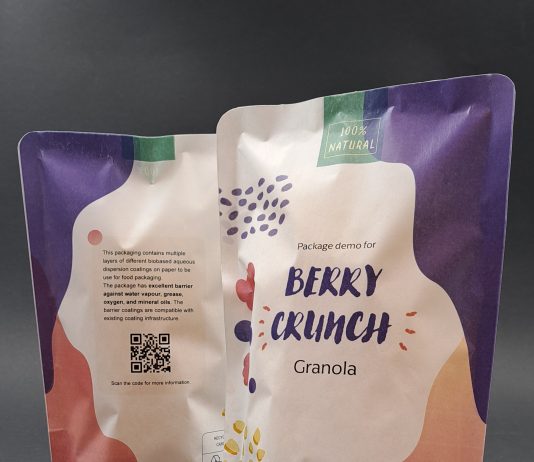 100%
NATURAL
Package demo for
BERRY
CRUNCH
Granola
This packaging contains multiple
layers of different biobased aqueous
dispersion coatings on paper to be
use for food packaging.
The package has excellent barrier
against water vapour, grease,
oxygen, and mineral oils. The
barrier coatings are compatible with
existing coating infrastructure.
Scan the code for more information.